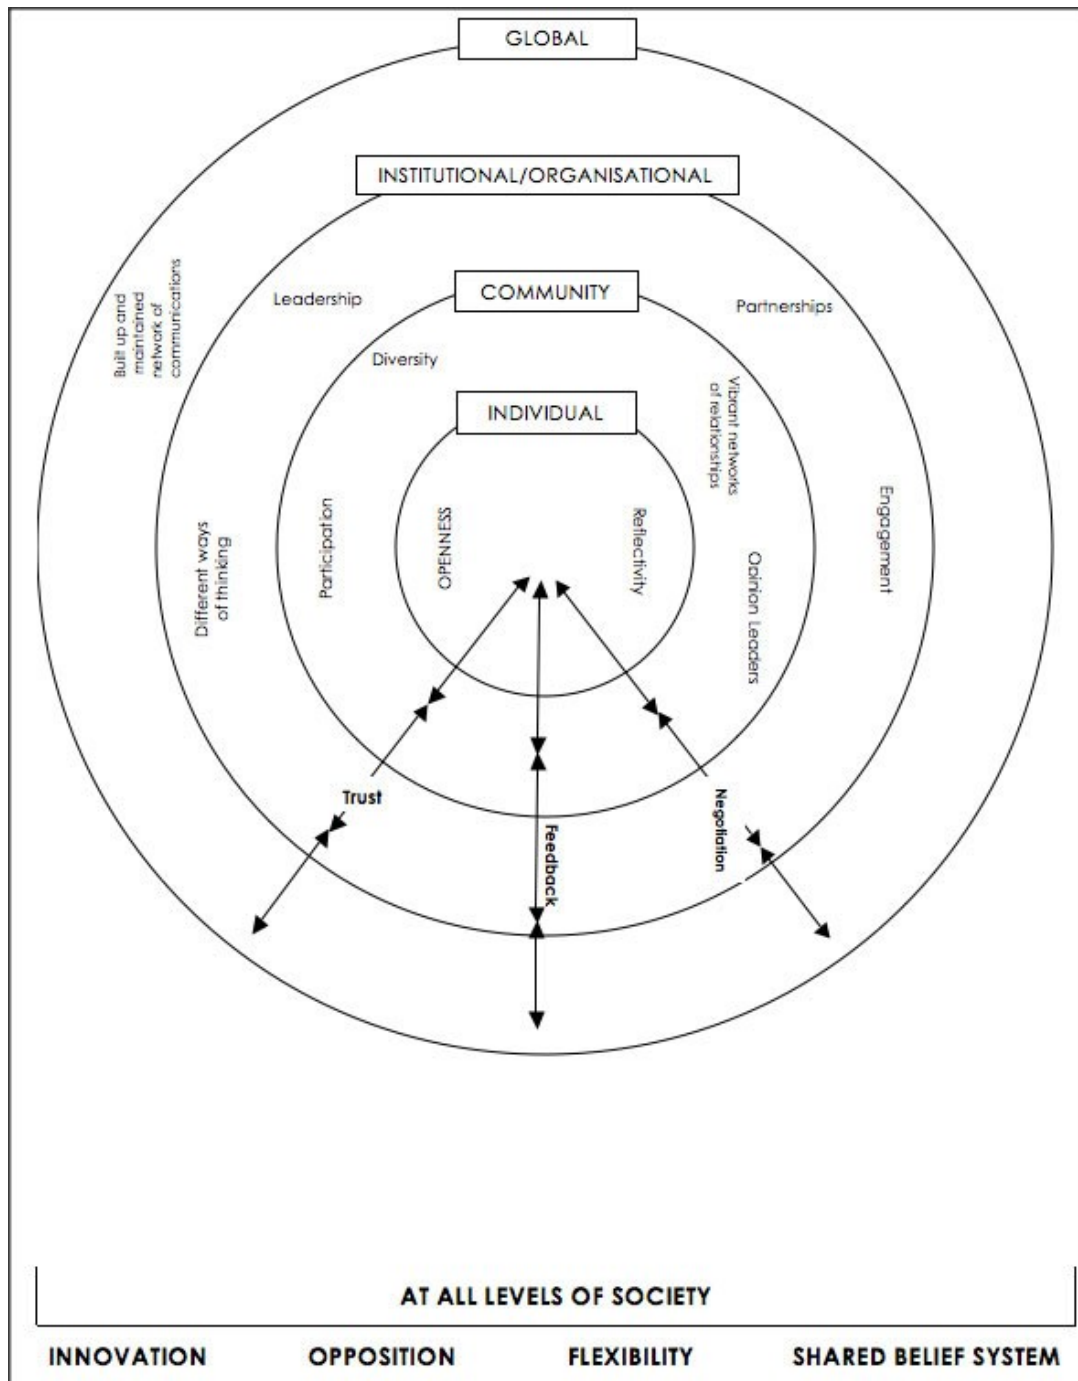 GLOBAL
INSTITUTIONAL/ORGANISATIONAL
Built up and
maintained
network of
communications
Leadership
COMMUNITY
Partnerships
Diversity
Vibrant networks
of relationships
INDIVIDUAL
Different ways
of thinking
Participation
OPENNESS
Reflectivity
Opinion Leaders
Engagement
Trust
Feedback
Negotiation
AT ALL LEVELS OF SOCIETY
INNOVATION OPPOSITION FLEXIBILITY SHARED BELIEF SYSTEM